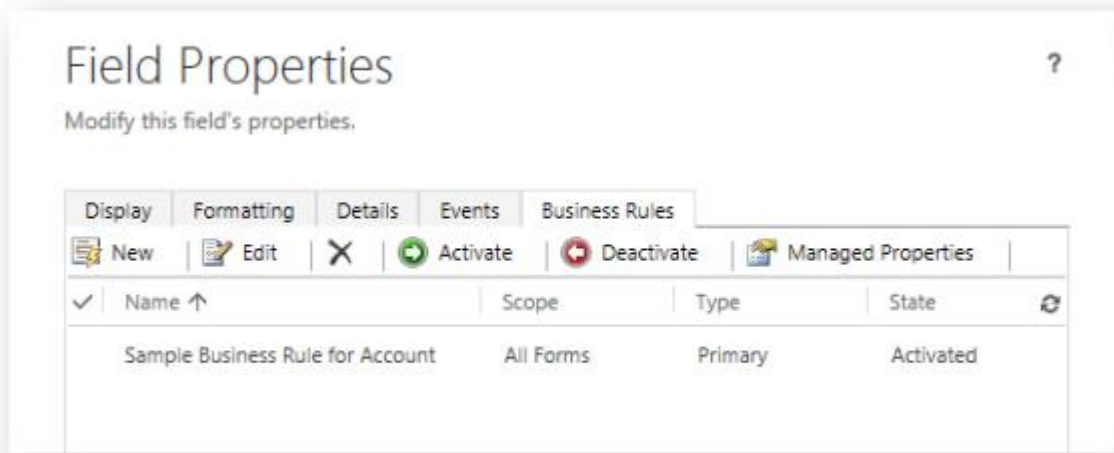 Field Properties ?
Modify this field's properties.
Display Formatting Details Events Business Rules
New Edit Activate Deactivate Managed Properties
Name Scope Type State
Sample Business Rule for Account All Forms Primary Activated